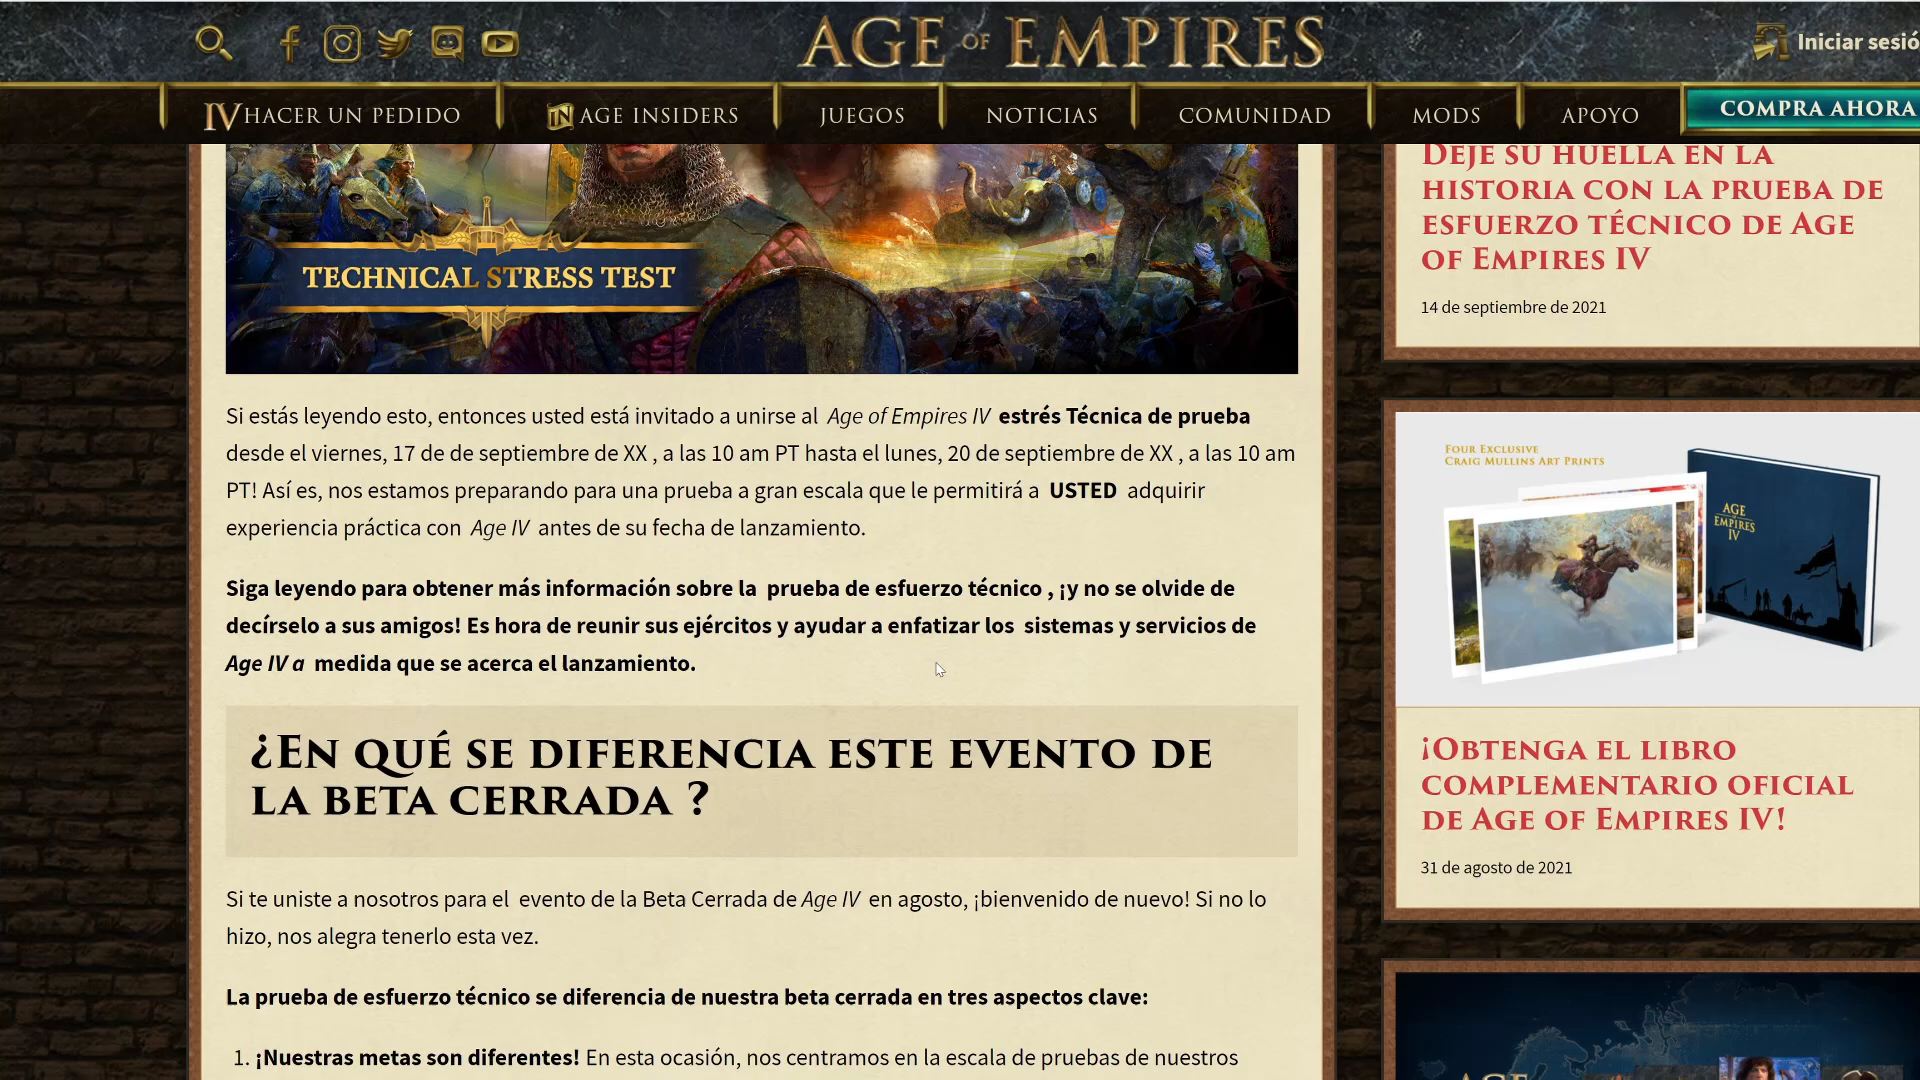 AGE OF EMPIRES
Iniciar sesió
IV HACER UN PEDIDO
IN AGE INSIDERS
JUEGOS
NOTICIAS
COMUNIDAD
MODS
APOYO
COMPRA AHORA
TECHNICAL STRESS TEST
Si estás leyendo esto, entonces usted está invitado a unirse al Age of Empires IV estrés Técnica de prueba
desde el viernes, 17 de de septiembre de XX , a las 10 am PT hasta el lunes, 20 de septiembre de XX , a las 10 am
PT! Así es, nos estamos preparando para una prueba a gran escala que le permitirá a USTED adquirir
experiencia práctica con Age IV antes de su fecha de lanzamiento.
Siga leyendo para obtener más información sobre la prueba de esfuerzo técnico , ¡y no se olvide de
decírselo a sus amigos! Es hora de reunir sus ejércitos y ayudar a enfatizar los sistemas y servicios de
Age IV a medida que se acerca el lanzamiento.
¿En qué se diferencia este evento de
la beta cerrada ?
Si te uniste a nosotros para el evento de la Beta Cerrada de Age IV en agosto, ¡bienvenido de nuevo! Si no lo
hizo, nos alegra tenerlo esta vez.
La prueba de esfuerzo técnico se diferencia de nuestra beta cerrada en tres aspectos clave:
1. ¡Nuestras metas son diferentes! En esta ocasión, nos centramos en la escala de pruebas de nuestros
Deje su huella en la
historia con la prueba de
esfuerzo técnico de Age
of Empires IV
14 de septiembre de 2021
Four Exclusive
Craig Mullins Art Prints
AGE
OF
EMPIRES
IV
¡Obtenga el libro
complementario oficial
de Age of Empires IV!
31 de agosto de 2021